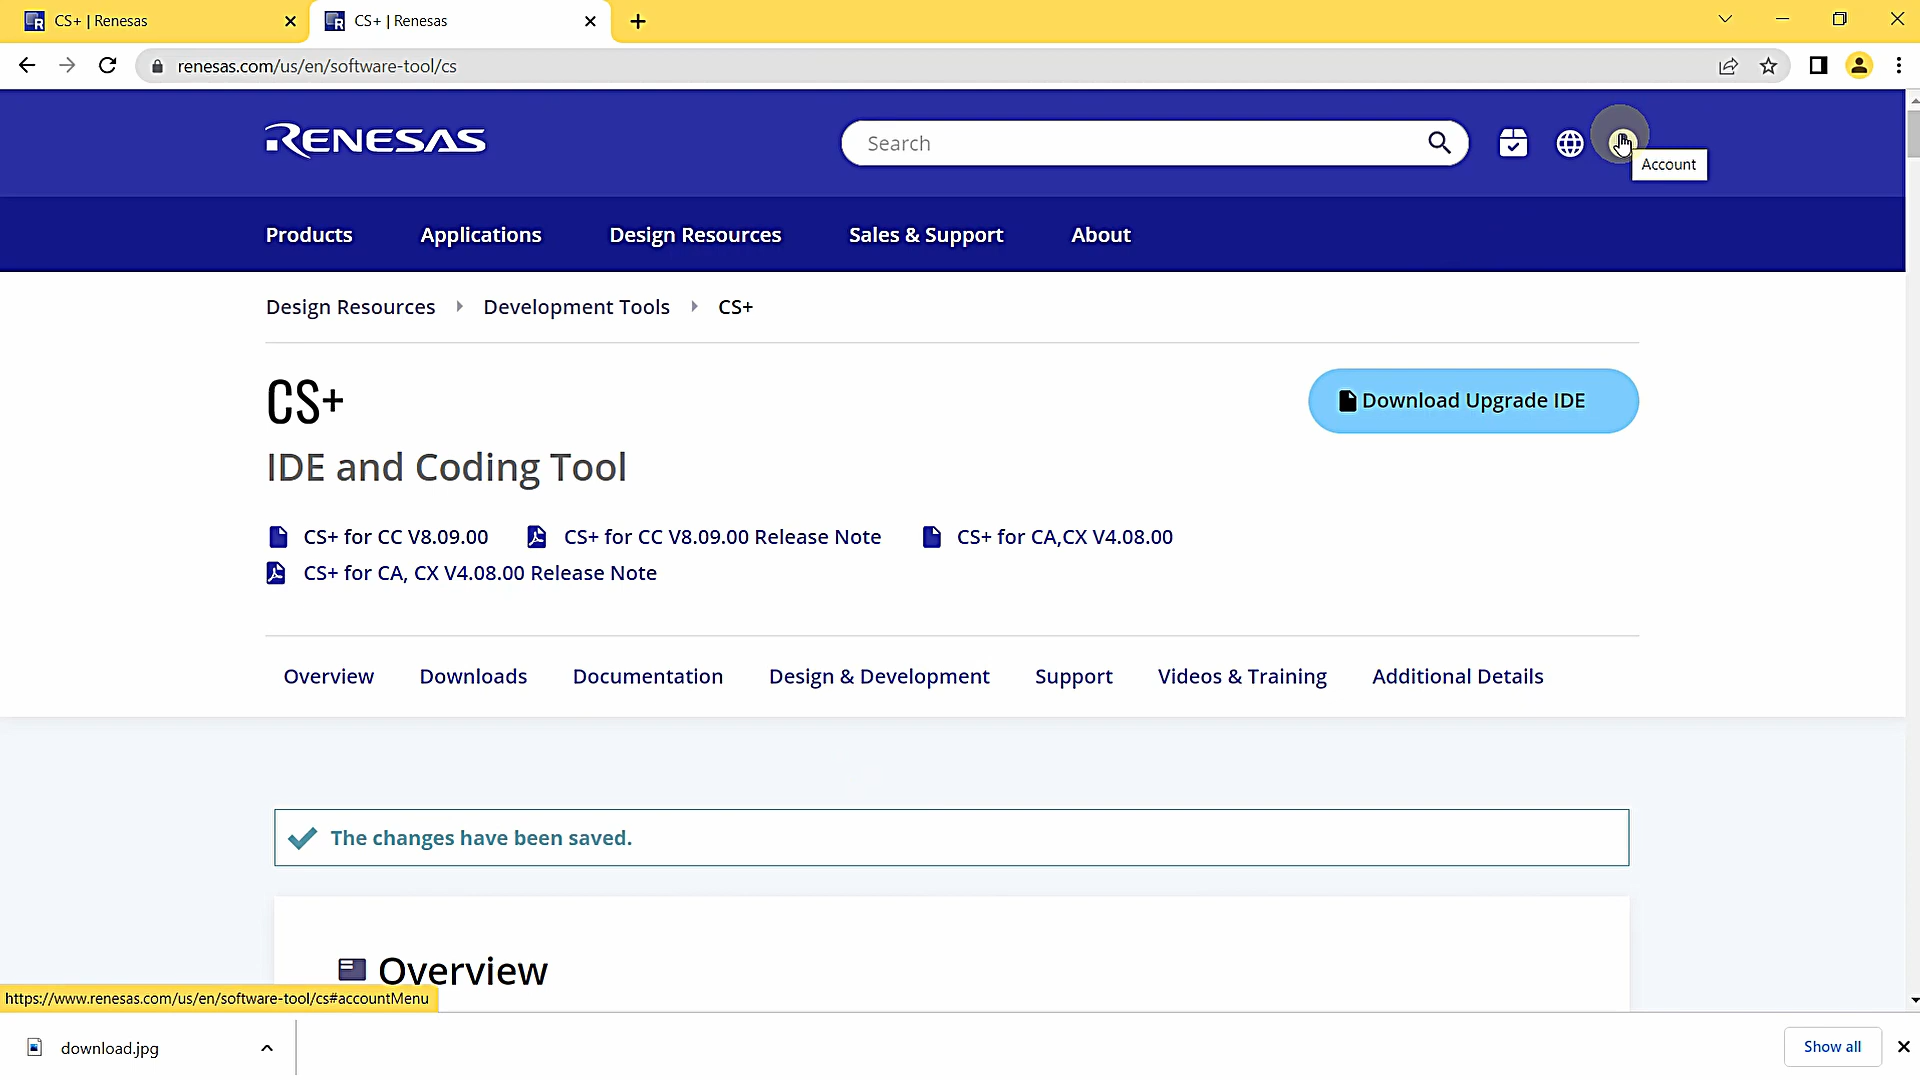 CS+ | Renesas
CS+ | Renesas
renesas.com/us/en/software-tool/cs
RENESAS
Search
Account
Products
Applications
Design Resources
Sales & Support
About
Design Resources
Development Tools
CS+
CS+
Download Upgrade IDE
IDE and Coding Tool
CS+ for CC V8.09.00
CS+ for CC V8.09.00 Release Note
CS+ for CA,CX V4.08.00
CS+ for CA, CX V4.08.00 Release Note
Overview
Downloads
Documentation
Design & Development
Support
Videos & Training
Additional Details
The changes have been saved.
Overview
https://www.renesas.com/us/en/software-tool/cs#accountMenu
download.jpg
Show all